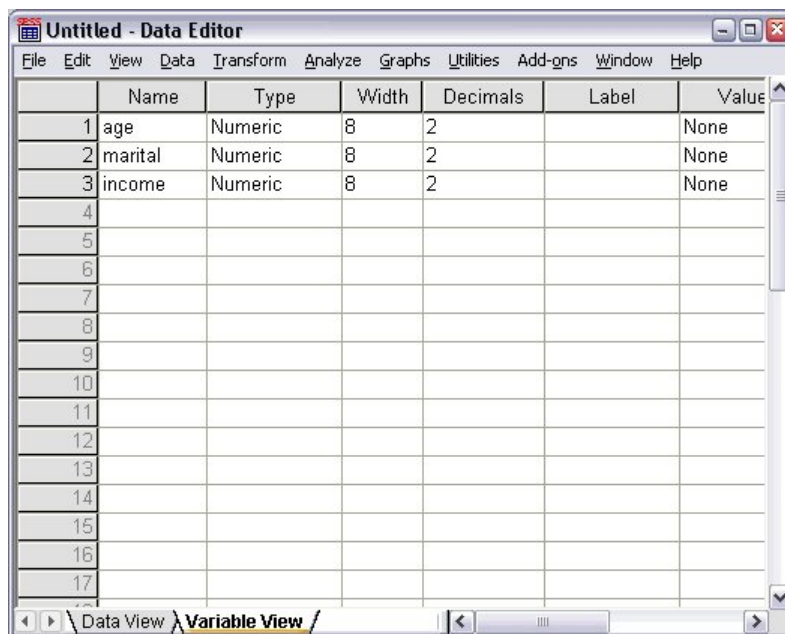 Untitled - Data Editor
File Edit View Data Transform Analyze Graphs Utilities Add-ons Window Help
Name Type Width Decimals Label Value
1 age Numeric 8 2 None
2 marital Numeric 8 2 None
3 income Numeric 8 2 None
4
5
6
7
8
9
10
11
12
13
14
15
16
17
Data View Variable View